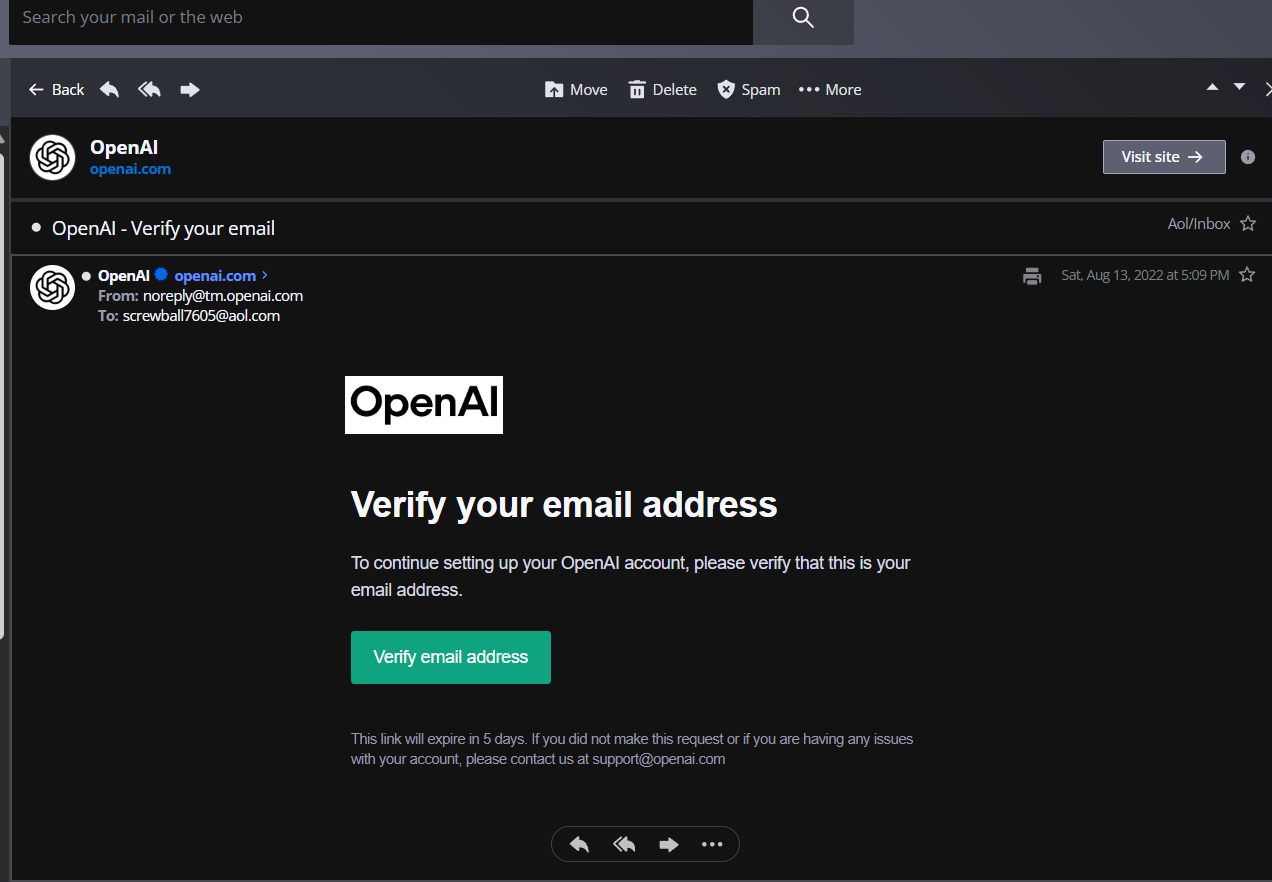 Search your mail or the web
Back
Move
Delete
Spam
More
OpenAI
openai.com
Visit site
OpenAI - Verify your email
Aol/Inbox
OpenAI openai.com
Sat, Aug 13, 2022 at 5:09 PM
From: noreply@tm.openai.com
To: screwball7605@aol.com
OpenAI
Verify your email address
To continue setting up your OpenAI account, please verify that this is your
email address.
Verify email address
This link will expire in 5 days. If you did not make this request or if you are having any issues
with your account, please contact us at support@openai.com